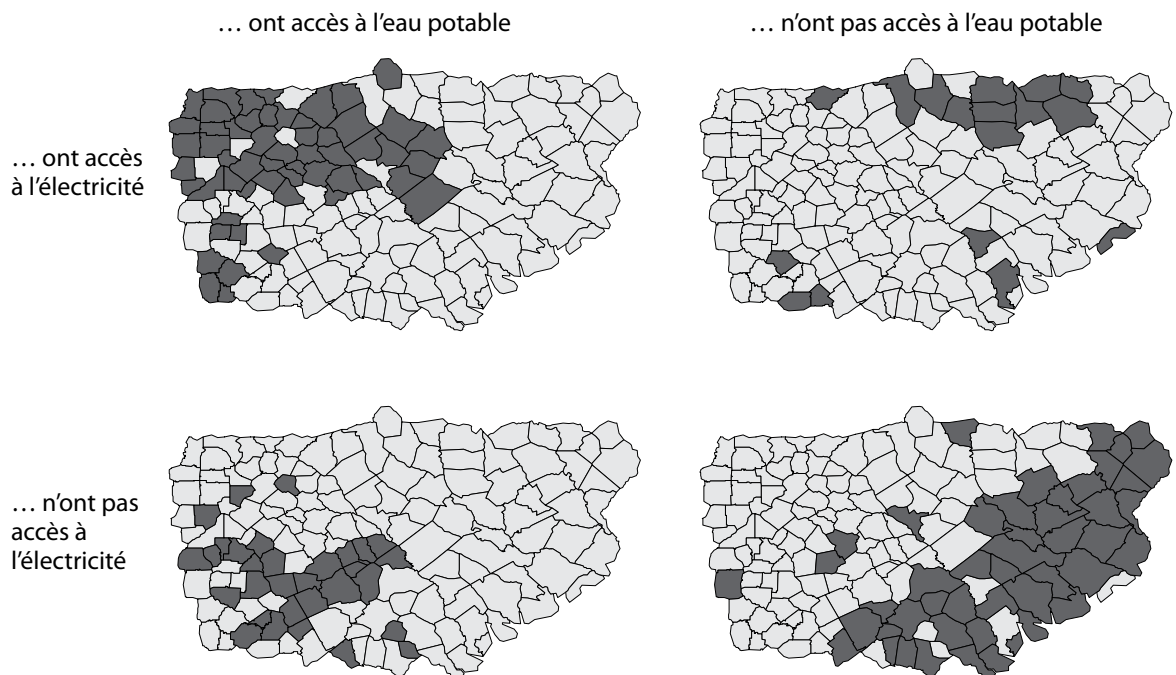 … ont accès à l’eau potable
… n'ont pas accès à l’eau potable
… ont accès
à l’électricité
… n'ont pas
accès à
l’électricité